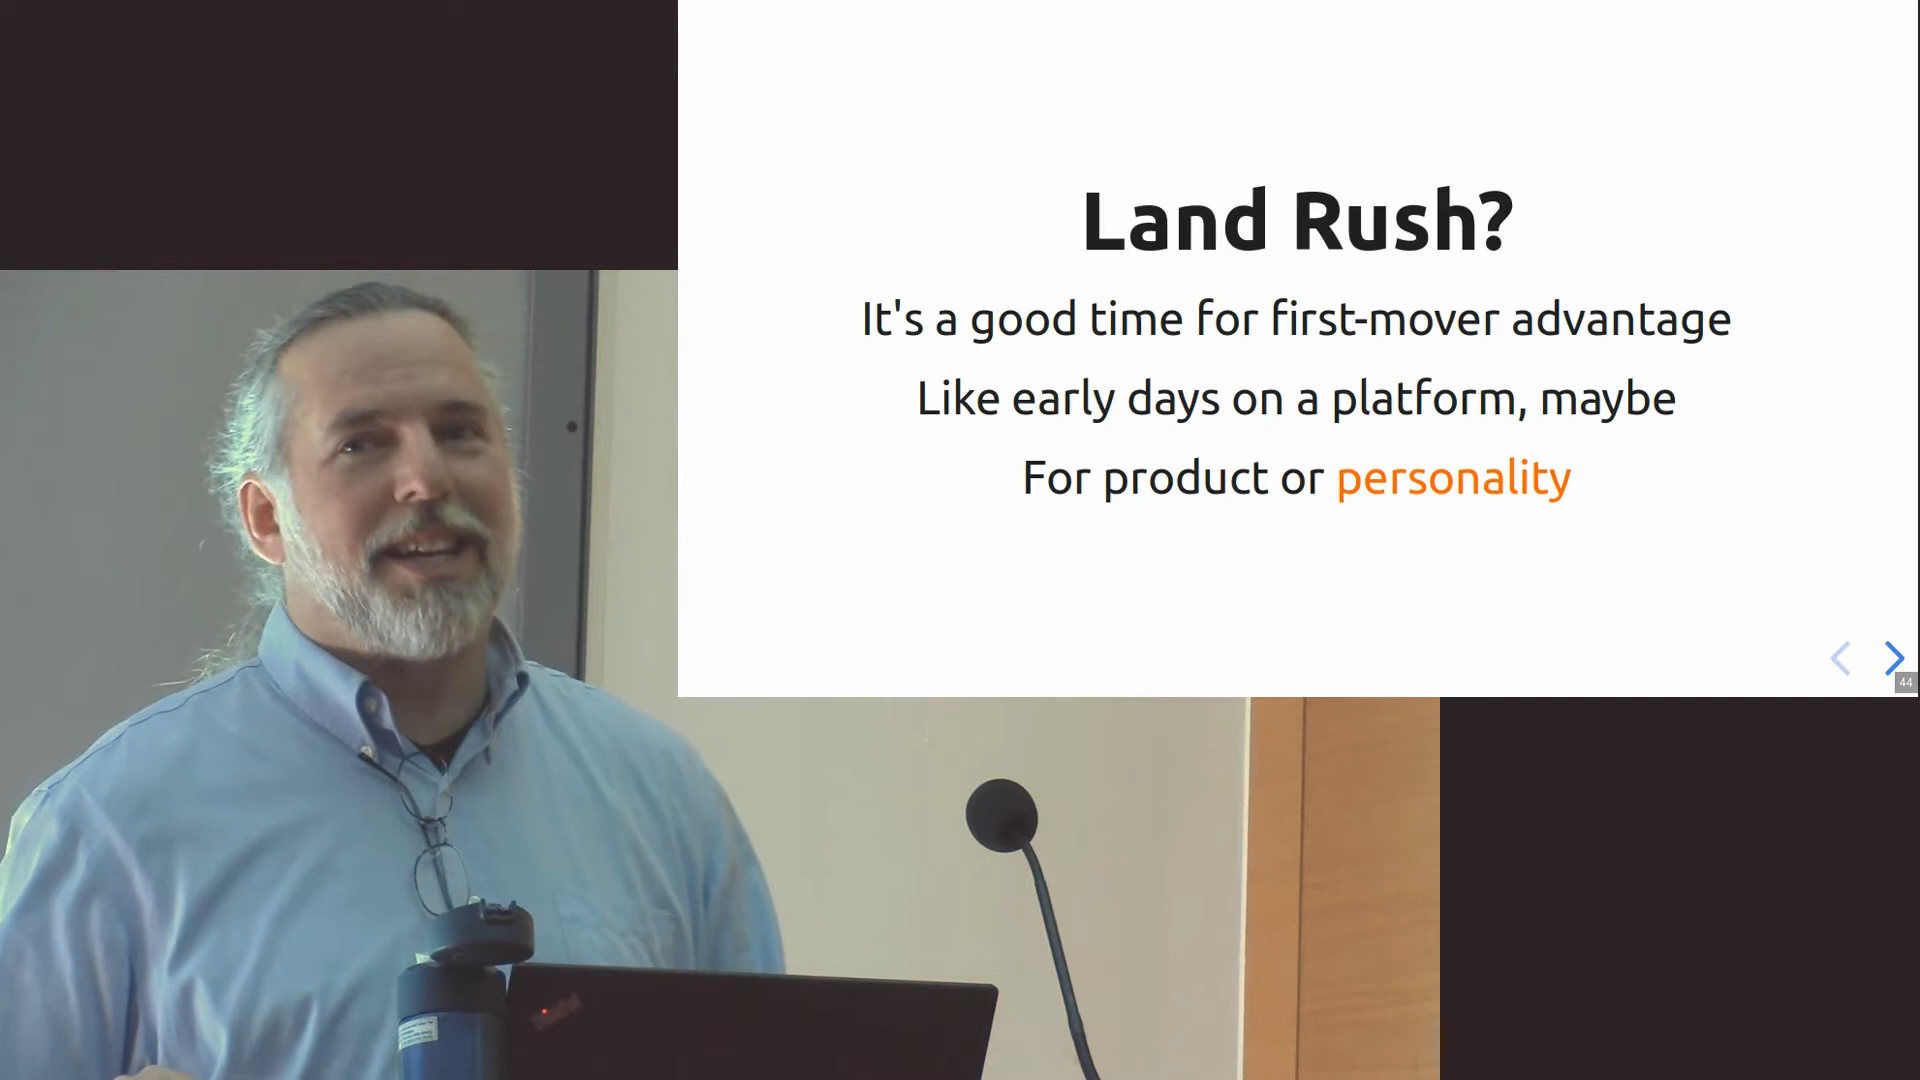 Land Rush?
It's a good time for first-mover advantage
Like early days on a platform, maybe
For product or personality
44
ThinkPad